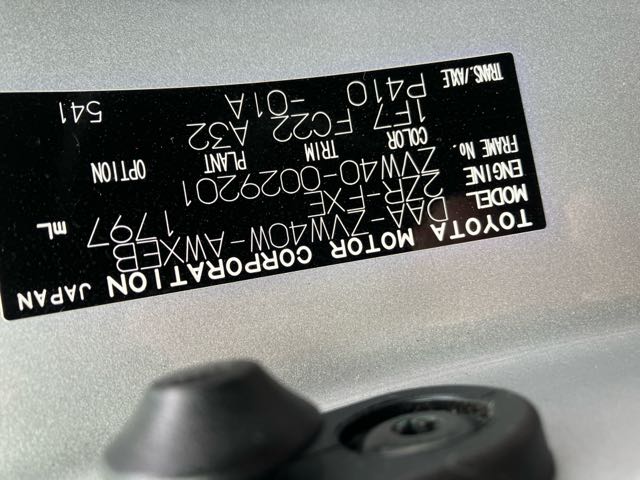 TOYOTA MOTOR CORPORATION JAPAN
MODEL DAA-ZVW40W-AWXEB
ENGINE 2ZR-FXE 1797 mL
FRAME No. ZVW40-0029201
COLOR TRIM PLANT OPTION
1F7 FC22 A32
TRANS./AXLE P410 -01A 541